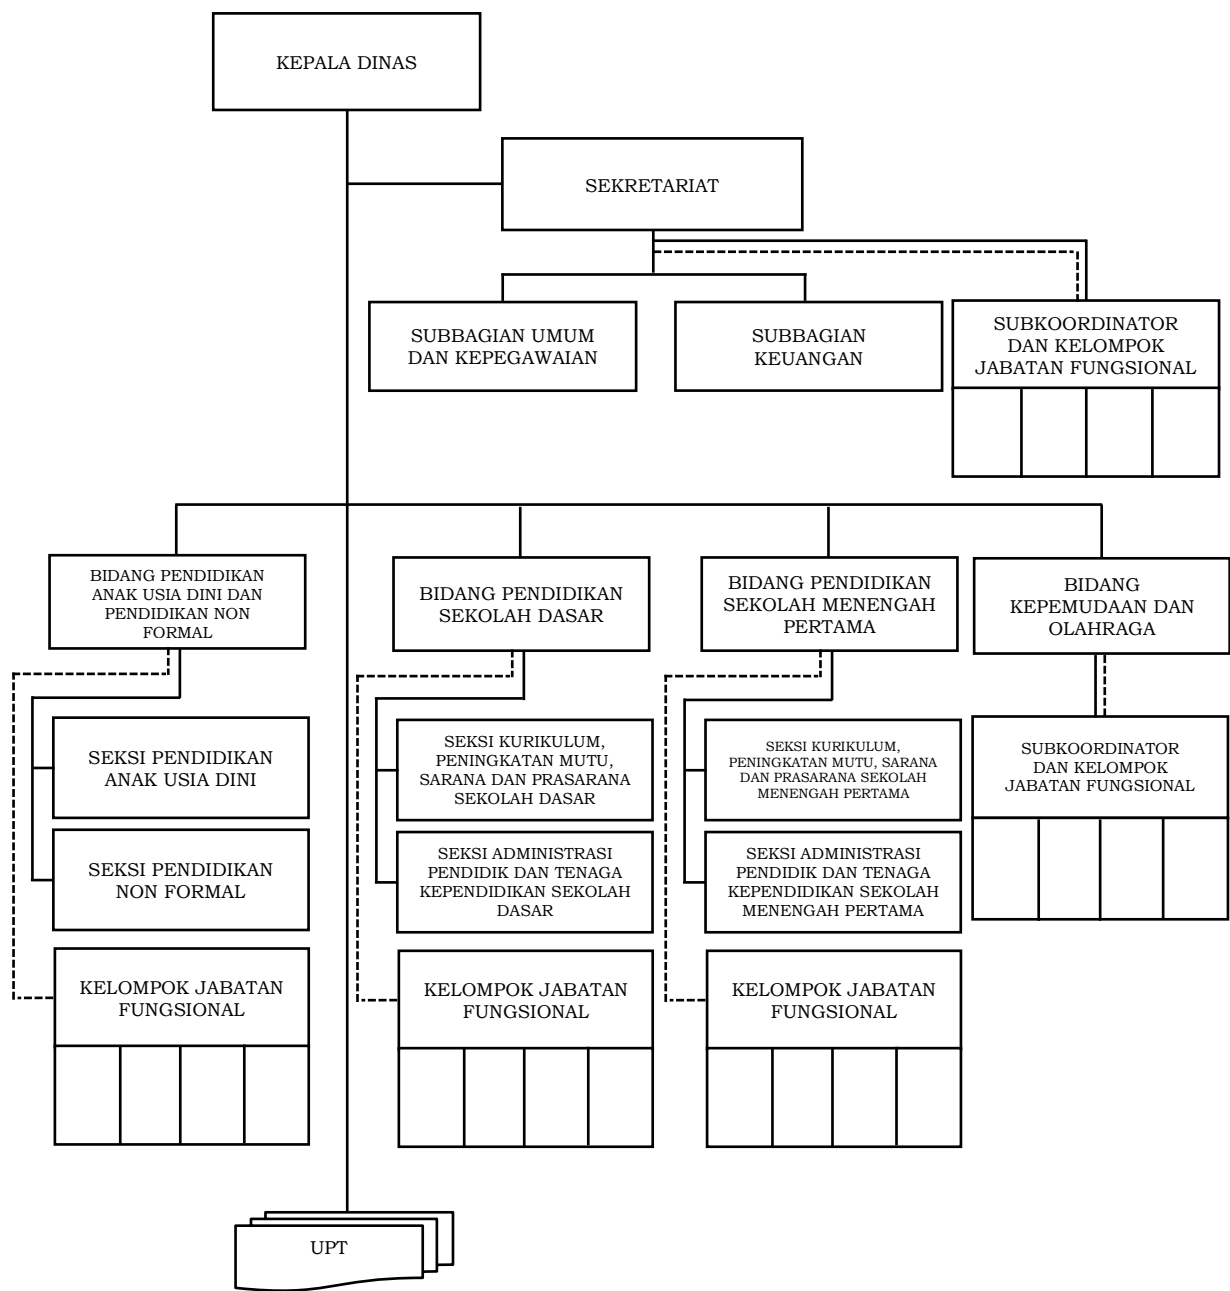 KEPALA DINAS
SEKRETARIAT
SUBBAGIAN UMUM
DAN KEPEGAWAIAN
SUBBAGIAN
KEUANGAN
SUBKOORDINATOR
DAN KELOMPOK
JABATAN FUNGSIONAL
BIDANG PENDIDIKAN
ANAK USIA DINI DAN
PENDIDIKAN NON
FORMAL
BIDANG PENDIDIKAN
SEKOLAH DASAR
BIDANG PENDIDIKAN
SEKOLAH MENENGAH
PERTAMA
BIDANG
KEPEMUDAAN DAN
OLAHRAGA
SEKSI PENDIDIKAN
ANAK USIA DINI
SEKSI KURIKULUM,
PENINGKATAN MUTU,
SARANA DAN PRASARANA
SEKOLAH DASAR
SEKSI KURIKULUM,
PENINGKATAN MUTU, SARANA
DAN PRASARANA SEKOLAH
MENENGAH PERTAMA
SUBKOORDINATOR
DAN KELOMPOK
JABATAN FUNGSIONAL
SEKSI PENDIDIKAN
NON FORMAL
SEKSI ADMINISTRASI
PENDIDIK DAN TENAGA
KEPENDIDIKAN SEKOLAH
DASAR
SEKSI ADMINISTRASI
PENDIDIK DAN TENAGA
KEPENDIDIKAN SEKOLAH
MENENGAH PERTAMA
KELOMPOK JABATAN
FUNGSIONAL
KELOMPOK JABATAN
FUNGSIONAL
KELOMPOK JABATAN
FUNGSIONAL
UPT